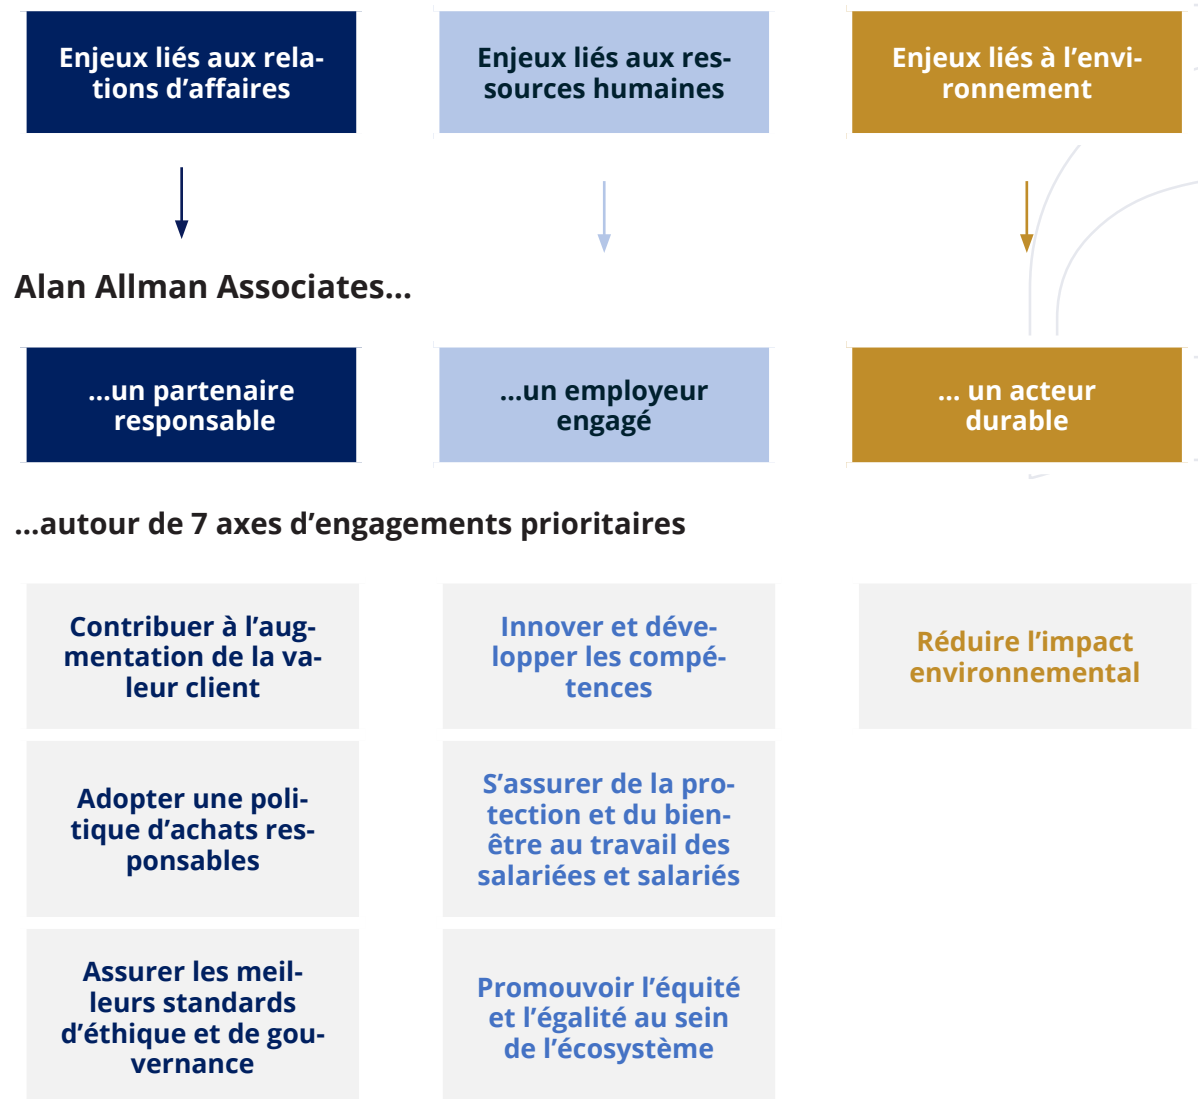 Enjeux liés aux rela-
tions d’affaires
Enjeux liés aux res-
sources humaines
Enjeux liés à l’envi-
ronnement
Alan Allman Associates...
...un partenaire
responsable
...un employeur
engagé
... un acteur
durable
...autour de 7 axes d’engagements prioritaires
Contribuer à l’aug-
mentation de la va-
leur client
Innover et déve-
lopper les compé-
tences
Réduire l’impact
environnemental
Adopter une poli-
tique d’achats res-
ponsables
S’assurer de la pro-
tection et du bien-
être au travail des
salariées et salariés
Assurer les meil-
leurs standards
d’éthique et de gou-
vernance
Promouvoir l’équité
et l’égalité au sein
de l’écosystème